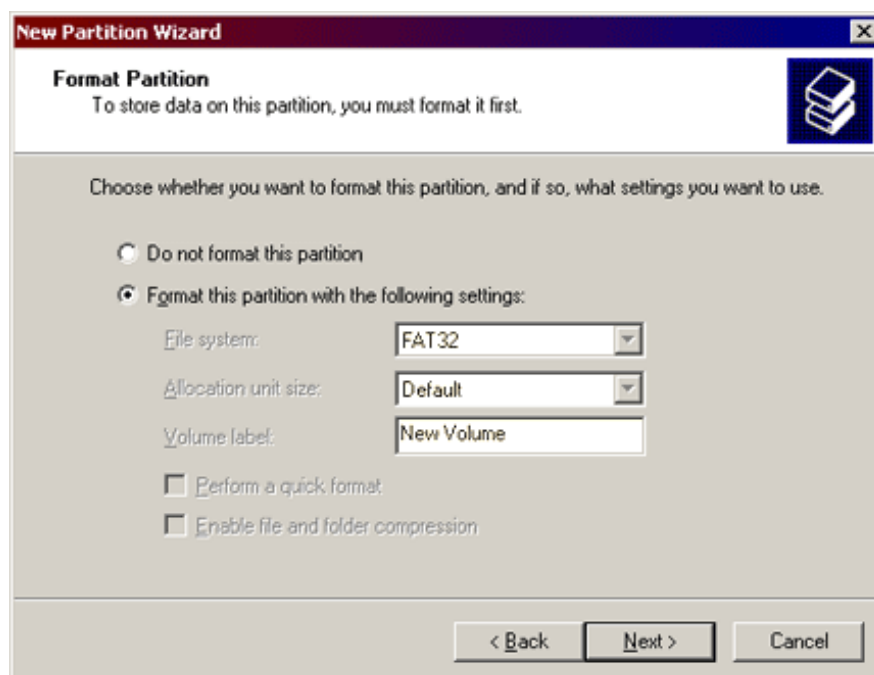 New Partition Wizard
Format Partition
To store data on this partition, you must format it first.
Choose whether you want to format this partition, and if so, what settings you want to use.
Do not format this partition
Format this partition with the following settings:
File system: FAT32
Allocation unit size: Default
Volume label: New Volume
Perform a quick format
Enable file and folder compression
< Back Next > Cancel